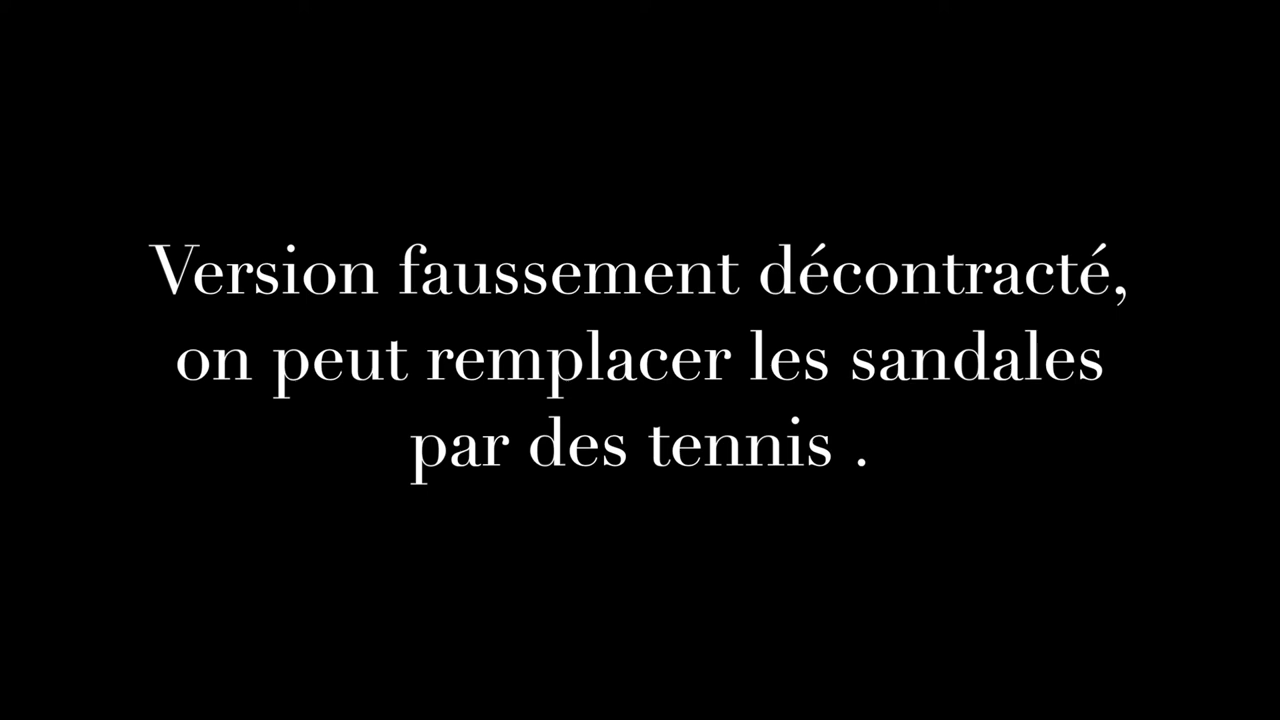 Version faussement décontracté,
on peut remplacer les sandales
par des tennis .